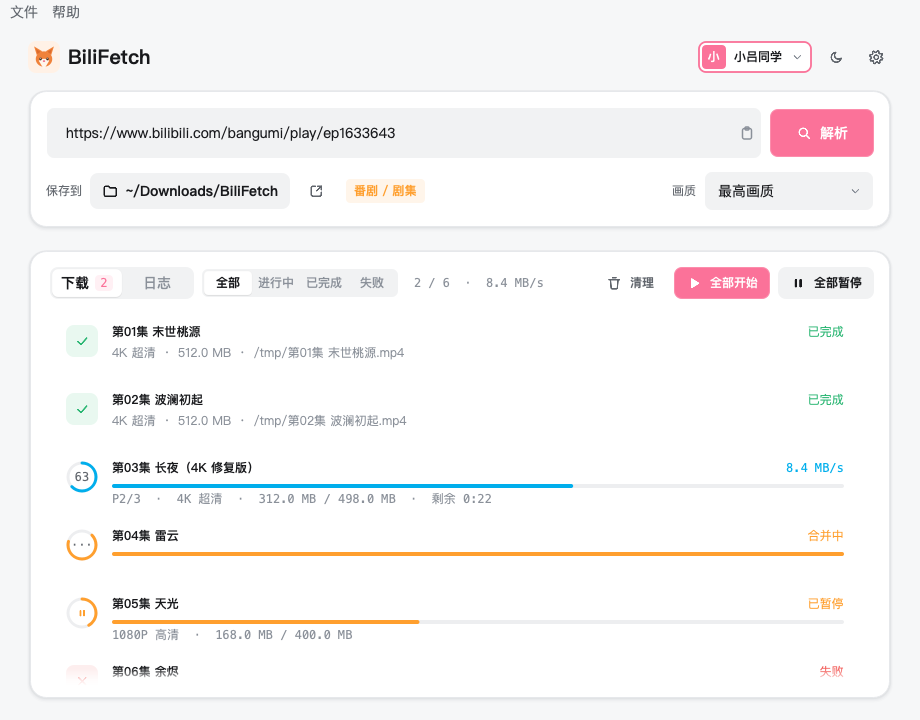 文件 帮助
BiliFetch
小 小吕同学
https://www.bilibili.com/bangumi/play/ep1633643
解析
保存到 ~/Downloads/BiliFetch 番剧 / 剧集 画质 最高画质
下载 2 日志 全部 进行中 已完成 失败 2 / 6 · 8.4 MB/s 清理 全部开始 全部暂停
第01集 末世桃源 已完成
4K 超清 · 512.0 MB · /tmp/第01集 末世桃源.mp4
第02集 波澜初起 已完成
4K 超清 · 512.0 MB · /tmp/第02集 波澜初起.mp4
63 第03集 长夜（4K 修复版） 8.4 MB/s
P2/3 · 4K 超清 · 312.0 MB / 498.0 MB · 剩余 0:22
第04集 雷云 合并中
第05集 天光 已暂停
1080P 高清 · 168.0 MB / 400.0 MB
第06集 余烬 失败